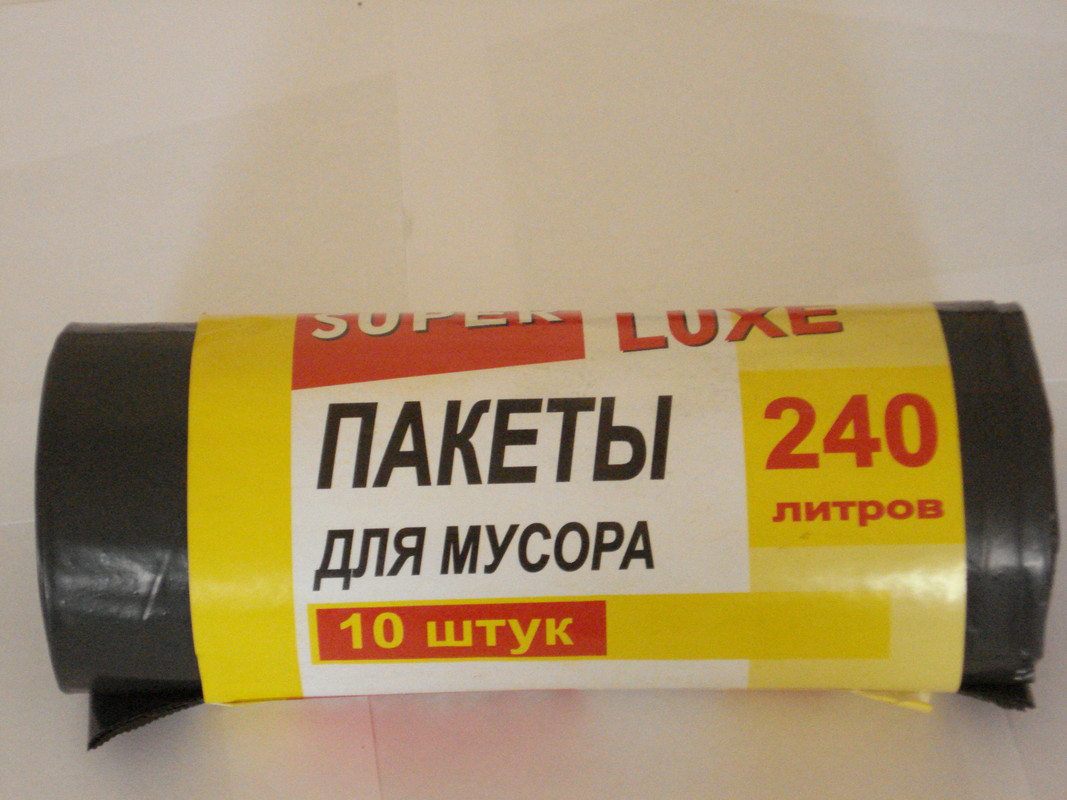 SUPER LUXE
ПАКЕТЫ
240
литров
ДЛЯ МУСОРА
10 штук